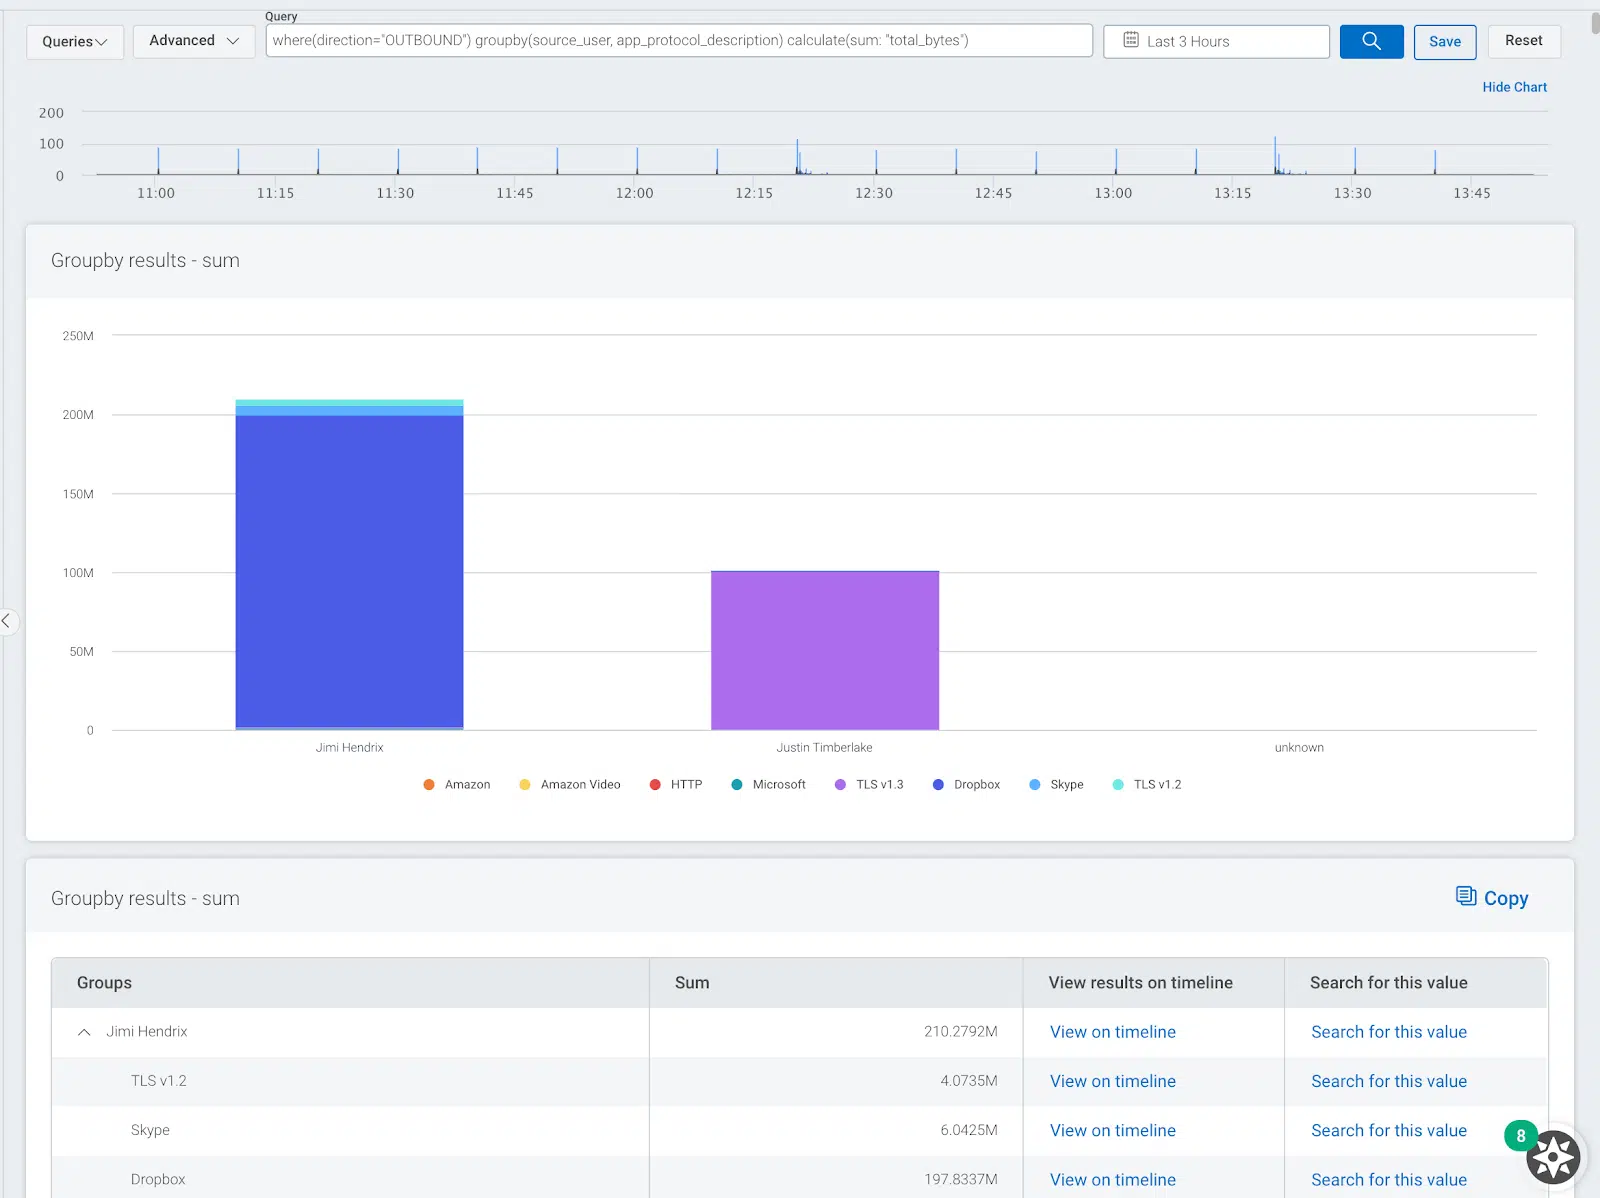 Query
Queries
Advanced
where(direction="OUTBOUND") groupby(source_user, app_protocol_description) calculate(sum: "total_bytes")
Last 3 Hours
Save
Reset
Hide Chart
200
100
0
11:00 11:15 11:30 11:45 12:00 12:15 12:30 12:45 13:00 13:15 13:30 13:45
Groupby results - sum
250M
200M
150M
100M
50M
0
Jimi Hendrix Justin Timberlake unknown
Amazon Amazon Video HTTP Microsoft TLS v1.3 Dropbox Skype TLS v1.2
Groupby results - sum
Copy
Groups Sum View results on timeline Search for this value
Jimi Hendrix 210.2792M View on timeline Search for this value
TLS v1.2 4.0735M View on timeline Search for this value
Skype 6.0425M View on timeline Search for this value
8
Dropbox 197.8337M View on timeline Search for this value